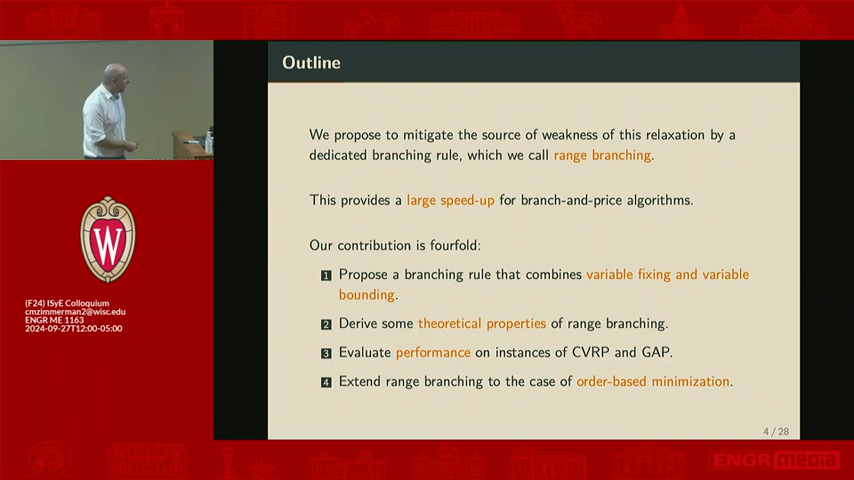 Outline
We propose to mitigate the source of weakness of this relaxation by a
dedicated branching rule, which we call range branching.
This provides a large speed-up for branch-and-price algorithms.
Our contribution is fourfold:
1 Propose a branching rule that combines variable fixing and variable
bounding.
2 Derive some theoretical properties of range branching.
3 Evaluate performance on instances of CVRP and GAP.
4 Extend range branching to the case of order-based minimization.
4 / 28
W
(F24) ISyE Colloquium
cmzimmerman2@wisc.edu
ENGR ME 1163
2024-09-27T12:00-05:00
ENGR media